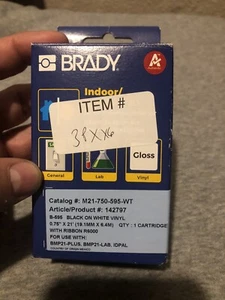 BRADY
Indoor/
ITEM #
General
Lab
Gloss
Vinyl
Catalog #: M21-750-595-WT
Article/Product #: 142797
B-595 BLACK ON WHITE VINYL
0.75" X 21' (19.1MM X 6.4M) QTY : 1 CARTRIDGE
WITH RIBBON R6000
FOR USE WITH:
BMP21-PLUS, BMP21-LAB, IDPAL